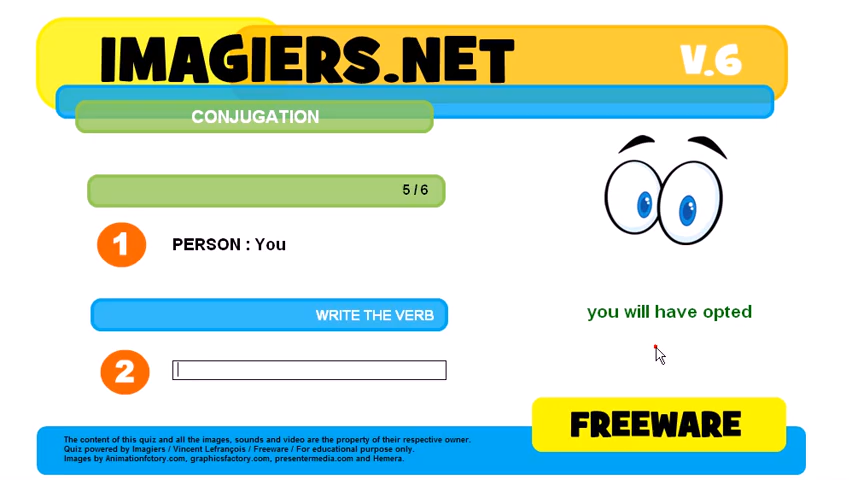 IMAGIERS.NET
V.6
CONJUGATION
5 / 6
1
PERSON : You
WRITE THE VERB
you will have opted
2
FREEWARE
The content of this quiz and all the images, sounds and video are the property of their respective owner.
Quiz powered by Imagiers / Vincent Lefrançois / Freeware / For educational purpose only.
Images by Animationfctory.com, graphicsfactory.com, presentermedia.com and Hemera.